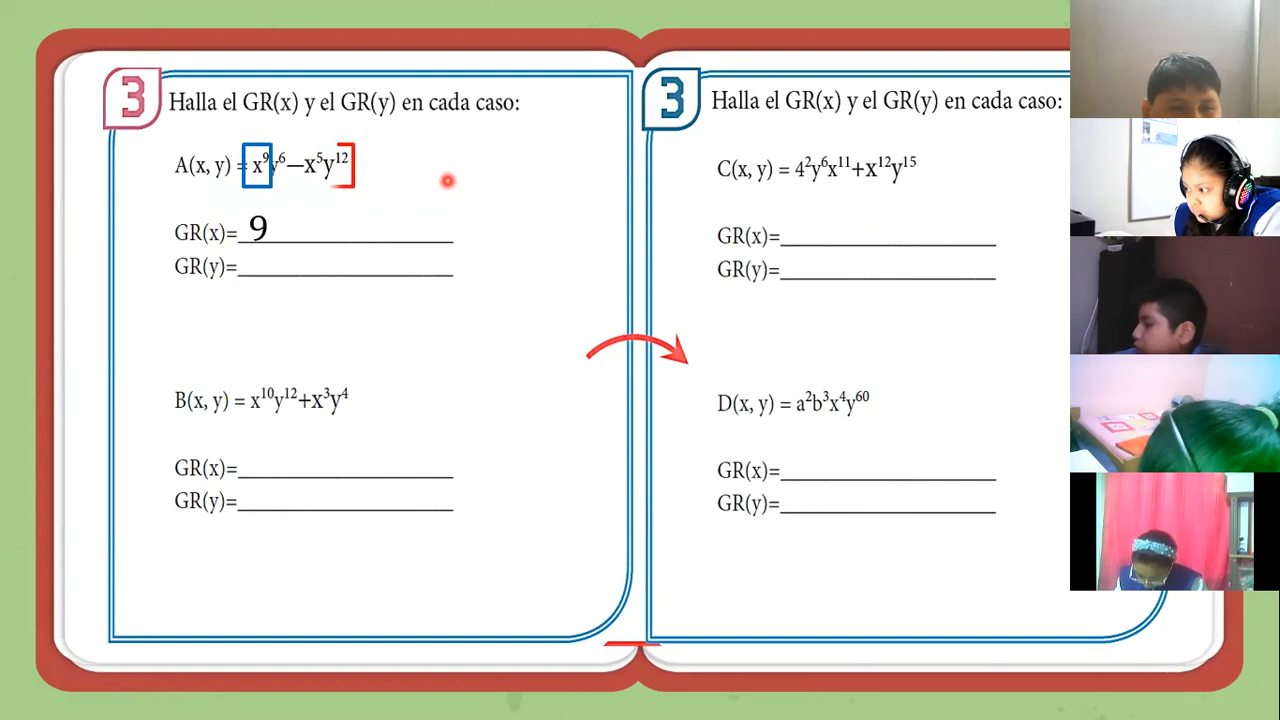 3
Halla el GR(x) y el GR(y) en cada caso:
A(x, y) = x⁹y⁶–x⁵y¹²
GR(x)= 9
GR(y)=
B(x, y) = x¹⁰y¹²+x³y⁴
GR(x)=
GR(y)=
3
Halla el GR(x) y el GR(y) en cada caso:
C(x, y) = 4²y⁶x¹¹+x¹²y¹⁵
GR(x)=
GR(y)=
D(x, y) = a²b³x⁴y⁶⁰
GR(x)=
GR(y)=